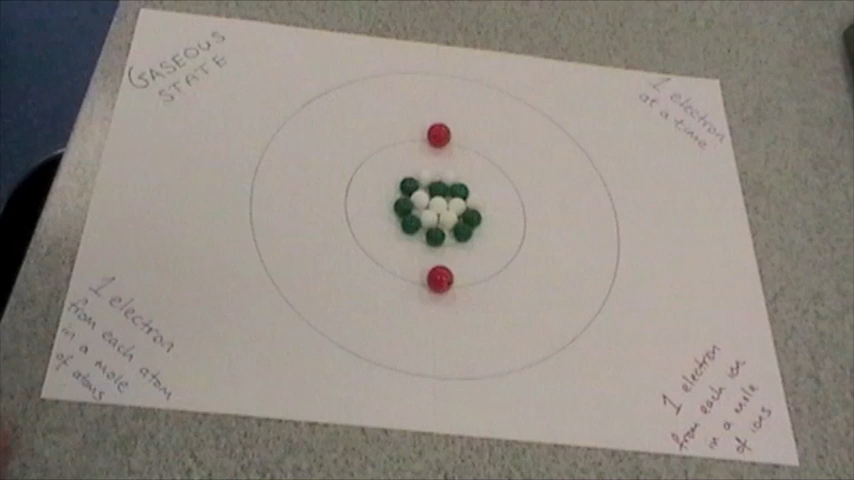 GASEOUS
STATE
1 electron
at a time
1 electron
from each atom
in a mole
of atoms
1 electron
from each ion
in a mole
of ions